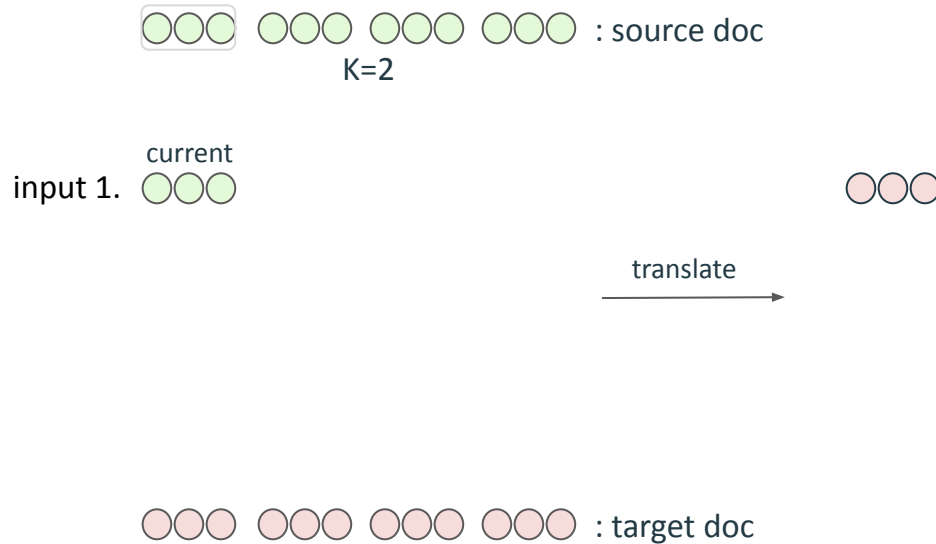 : source doc
K=2
current
input 1.
translate
: target doc